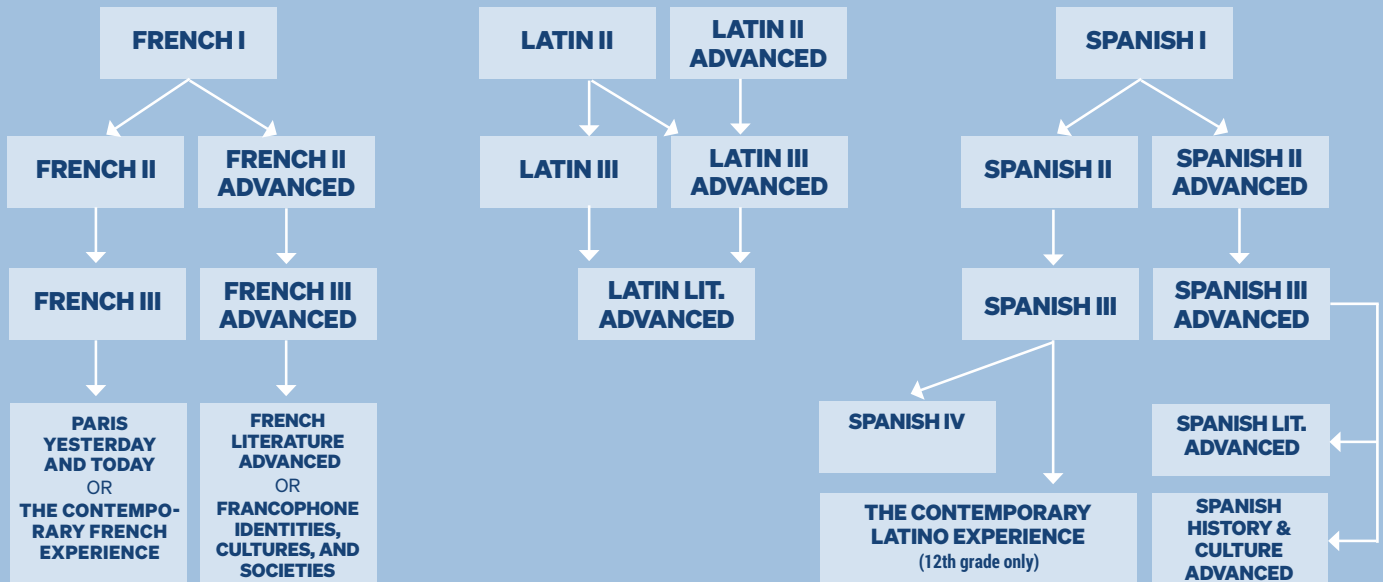 FRENCH I
LATIN II
LATIN II
ADVANCED
SPANISH I
FRENCH II
FRENCH II
ADVANCED
LATIN III
LATIN III
ADVANCED
SPANISH II
SPANISH II
ADVANCED
FRENCH III
FRENCH III
ADVANCED
LATIN LIT.
ADVANCED
SPANISH III
SPANISH III
ADVANCED
PARIS
YESTERDAY
AND TODAY
OR
THE CONTEMPO-
RARY FRENCH
EXPERIENCE
FRENCH
LITERATURE
ADVANCED
OR
FRANCOPHONE
IDENTITIES,
CULTURES, AND
SOCIETIES
SPANISH IV
SPANISH LIT.
ADVANCED
THE CONTEMPORARY
LATINO EXPERIENCE
(12th grade only)
SPANISH
HISTORY &
CULTURE
ADVANCED